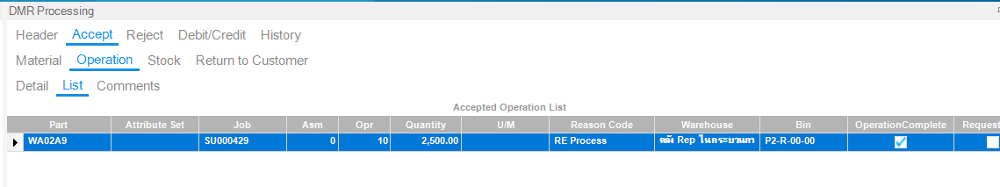 DMR Processing
Header Accept Reject Debit/Credit History
Material Operation Stock Return to Customer
Detail List Comments
Accepted Operation List
Part Attribute Set Job Asm Opr Quantity U/M Reason Code Warehouse Bin OperationComplete Request
WA02A9 SU000429 0 10 2,500.00 RE Process คลัง Rep ในกระบวนกา P2-R-00-00